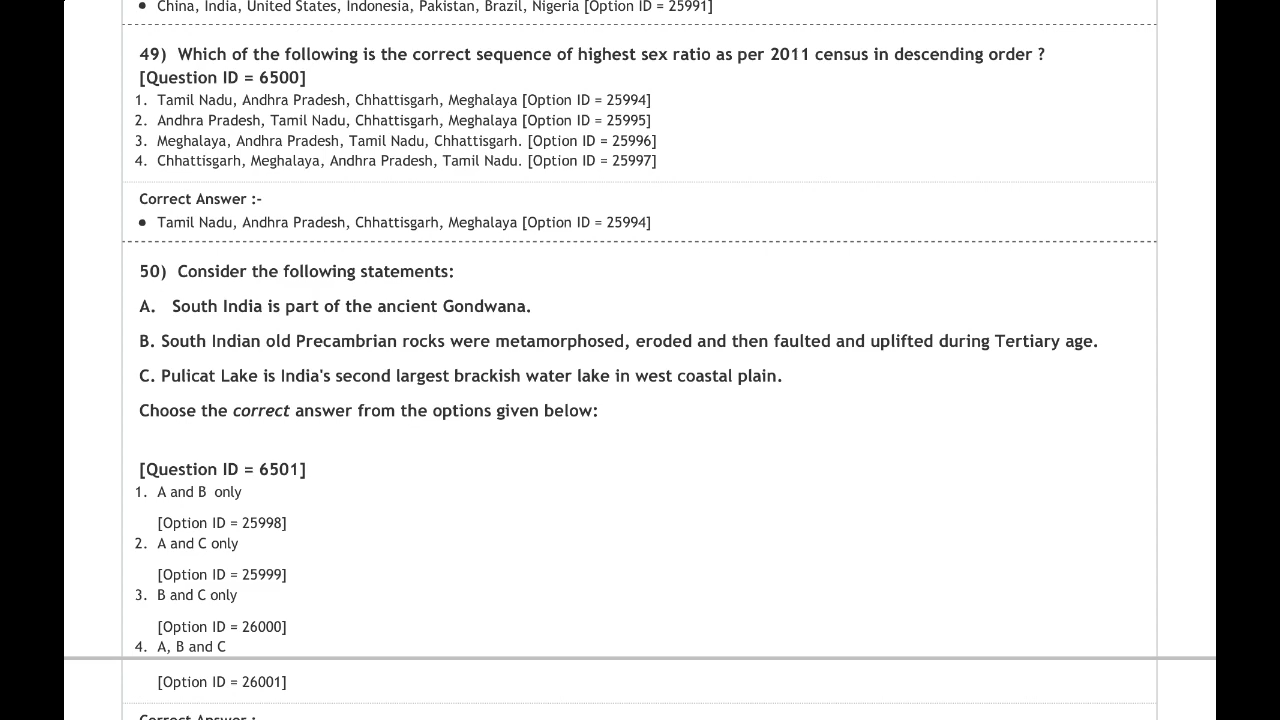 • China, India, United States, Indonesia, Pakistan, Brazil, Nigeria [Option ID = 25991]
49) Which of the following is the correct sequence of highest sex ratio as per 2011 census in descending order ?
[Question ID = 6500]
1. Tamil Nadu, Andhra Pradesh, Chhattisgarh, Meghalaya [Option ID = 25994]
2. Andhra Pradesh, Tamil Nadu, Chhattisgarh, Meghalaya [Option ID = 25995]
3. Meghalaya, Andhra Pradesh, Tamil Nadu, Chhattisgarh. [Option ID = 25996]
4. Chhattisgarh, Meghalaya, Andhra Pradesh, Tamil Nadu. [Option ID = 25997]
Correct Answer :-
• Tamil Nadu, Andhra Pradesh, Chhattisgarh, Meghalaya [Option ID = 25994]
50) Consider the following statements:
A. South India is part of the ancient Gondwana.
B. South Indian old Precambrian rocks were metamorphosed, eroded and then faulted and uplifted during Tertiary age.
C. Pulicat Lake is India's second largest brackish water lake in west coastal plain.
Choose the correct answer from the options given below:
[Question ID = 6501]
1. A and B only
[Option ID = 25998]
2. A and C only
[Option ID = 25999]
3. B and C only
[Option ID = 26000]
4. A, B and C
[Option ID = 26001]
Correct Answer :-